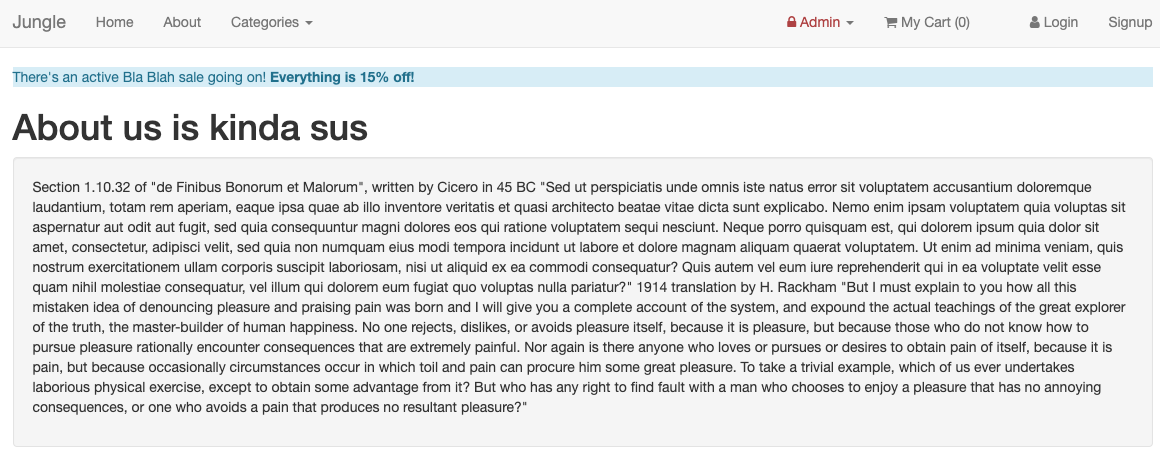 Jungle Home About Categories Admin My Cart (0) Login Signup
There's an active Bla Blah sale going on! Everything is 15% off!
About us is kinda sus
Section 1.10.32 of "de Finibus Bonorum et Malorum", written by Cicero in 45 BC "Sed ut perspiciatis unde omnis iste natus error sit voluptatem accusantium doloremque
laudantium, totam rem aperiam, eaque ipsa quae ab illo inventore veritatis et quasi architecto beatae vitae dicta sunt explicabo. Nemo enim ipsam voluptatem quia voluptas sit
aspernatur aut odit aut fugit, sed quia consequuntur magni dolores eos qui ratione voluptatem sequi nesciunt. Neque porro quisquam est, qui dolorem ipsum quia dolor sit
amet, consectetur, adipisci velit, sed quia non numquam eius modi tempora incidunt ut labore et dolore magnam aliquam quaerat voluptatem. Ut enim ad minima veniam, quis
nostrum exercitationem ullam corporis suscipit laboriosam, nisi ut aliquid ex ea commodi consequatur? Quis autem vel eum iure reprehenderit qui in ea voluptate velit esse
quam nihil molestiae consequatur, vel illum qui dolorem eum fugiat quo voluptas nulla pariatur?" 1914 translation by H. Rackham "But I must explain to you how all this
mistaken idea of denouncing pleasure and praising pain was born and I will give you a complete account of the system, and expound the actual teachings of the great explorer
of the truth, the master-builder of human happiness. No one rejects, dislikes, or avoids pleasure itself, because it is pleasure, but because those who do not know how to
pursue pleasure rationally encounter consequences that are extremely painful. Nor again is there anyone who loves or pursues or desires to obtain pain of itself, because it is
pain, but because occasionally circumstances occur in which toil and pain can procure him some great pleasure. To take a trivial example, which of us ever undertakes
laborious physical exercise, except to obtain some advantage from it? But who has any right to find fault with a man who chooses to enjoy a pleasure that has no annoying
consequences, or one who avoids a pain that produces no resultant pleasure?"